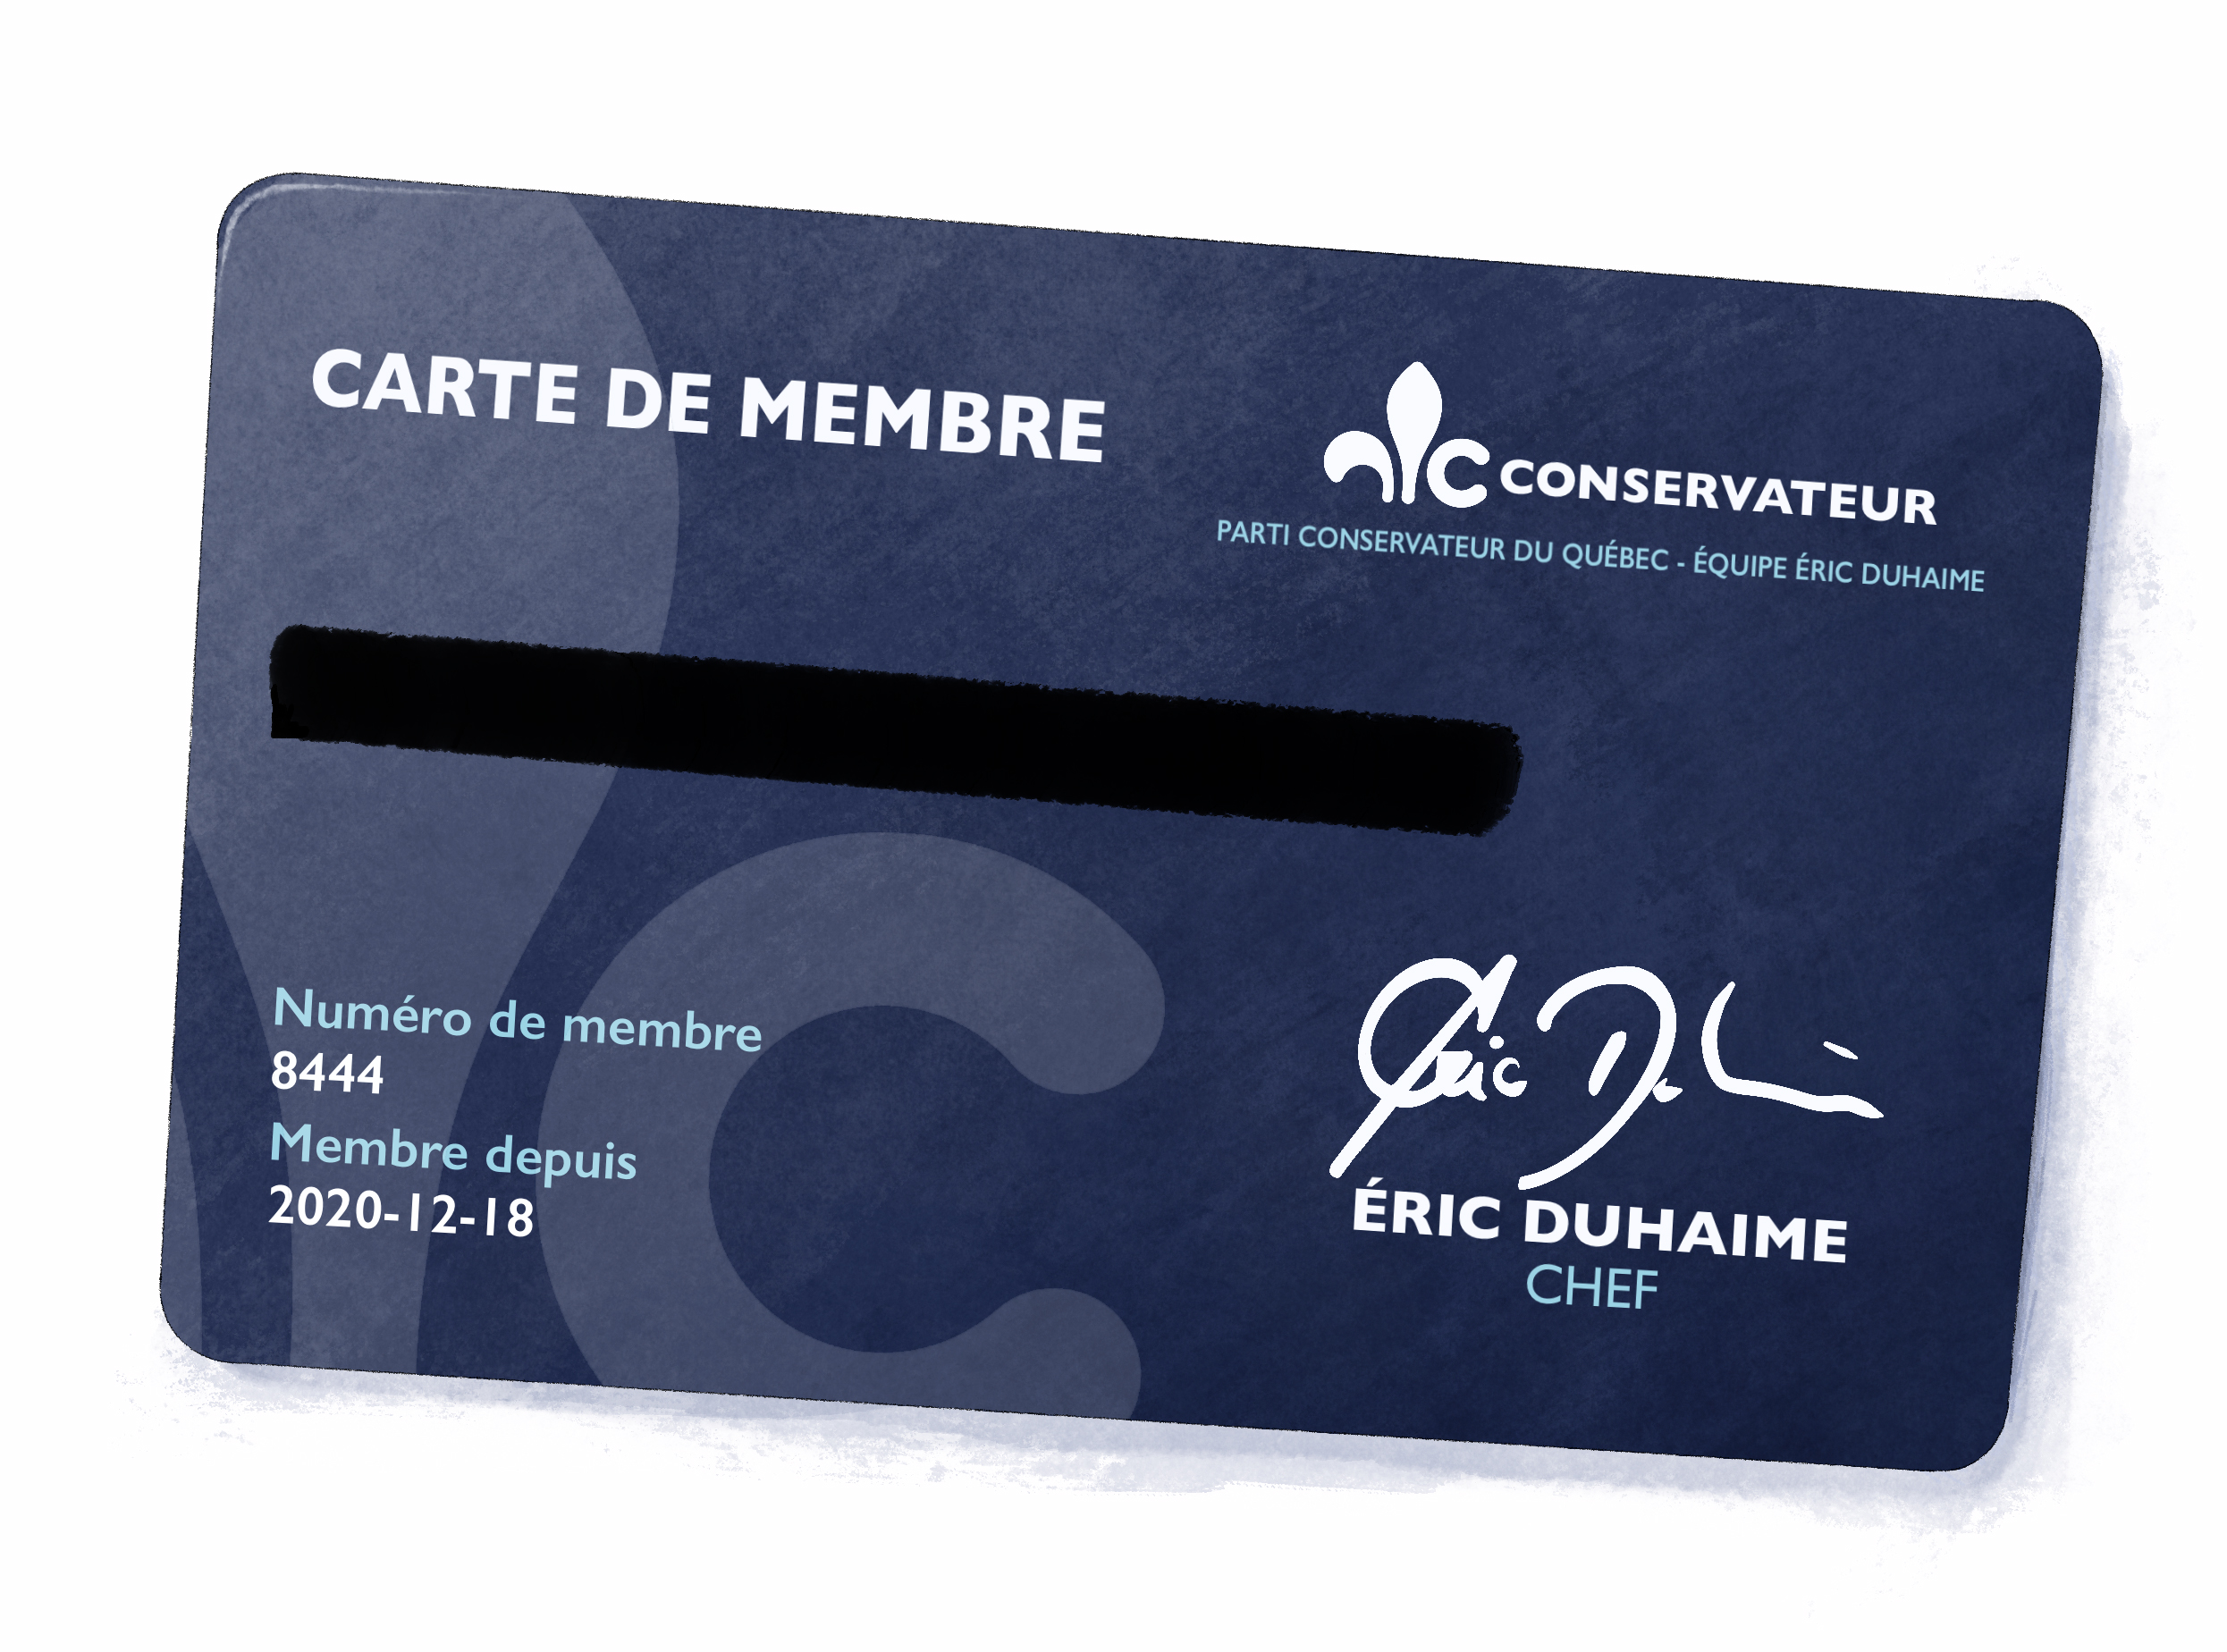 CARTE DE MEMBRE
CONSERVATEUR
PARTI CONSERVATEUR DU QUÉBEC - ÉQUIPE ÉRIC DUHAIME
Numéro de membre
8444
Membre depuis
2020-12-18
Éric Duhaime
ÉRIC DUHAIME
CHEF